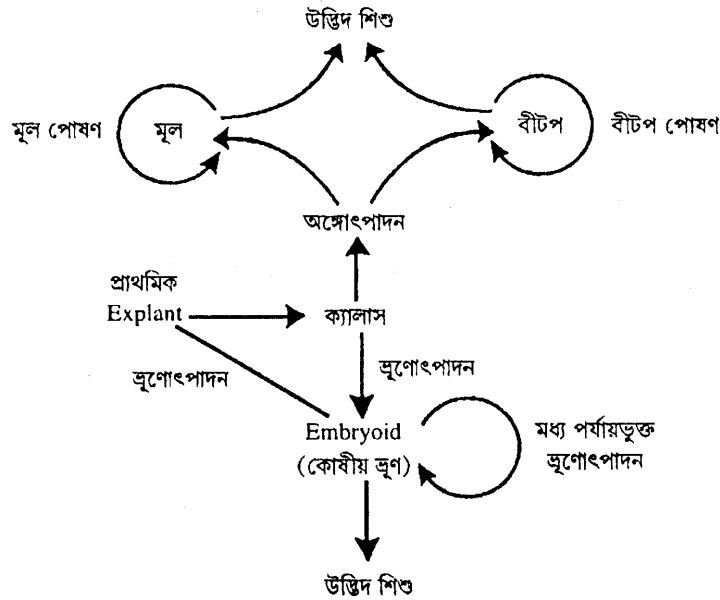 উদ্ভিদ শিশু
মূল পোষণ
মূল
বীটপ
বীটপ পোষণ
অঙ্গোৎপাদন
প্রাথমিক
Explant
ক্যালাস
ভ্রূণোৎপাদন
ভ্রূণোৎপাদন
Embryoid
(কোষীয় ভ্রূণ)
মধ্য পর্যায়ভুক্ত
ভ্রূণোৎপাদন
উদ্ভিদ শিশু